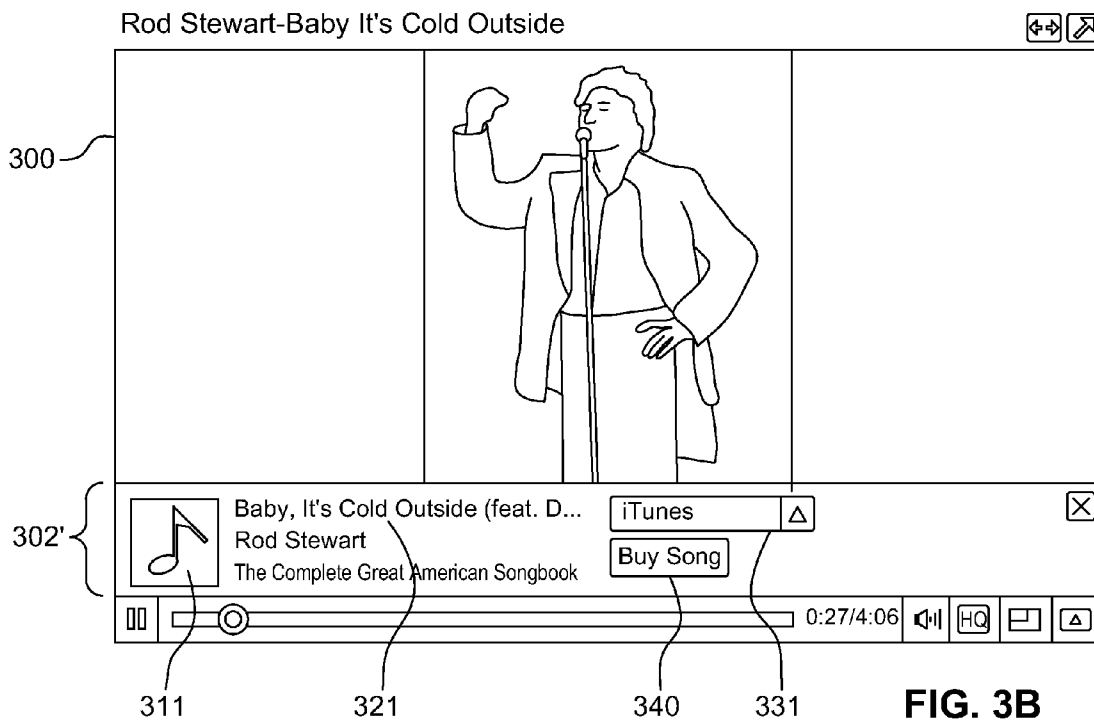 Rod Stewart-Baby It's Cold Outside
300
302'
Baby, It's Cold Outside (feat. D...
Rod Stewart
The Complete Great American Songbook
iTunes
Buy Song
0:27/4:06
HQ
311
321
340
331
FIG. 3B